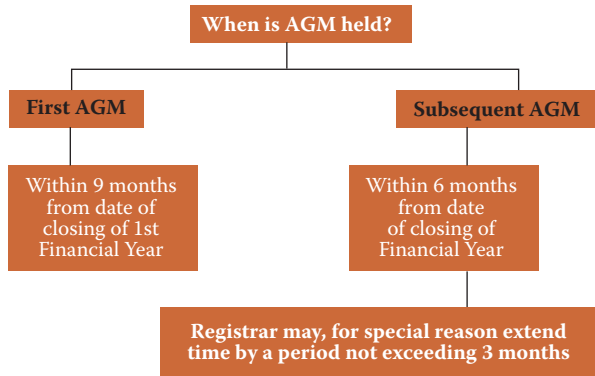 When is AGM held?
First AGM
Subsequent AGM
Within 9 months
from date of
closing of 1st
Financial Year
Within 6 months
from date
of closing of
Financial Year
Registrar may, for special reason extend
time by a period not exceeding 3 months